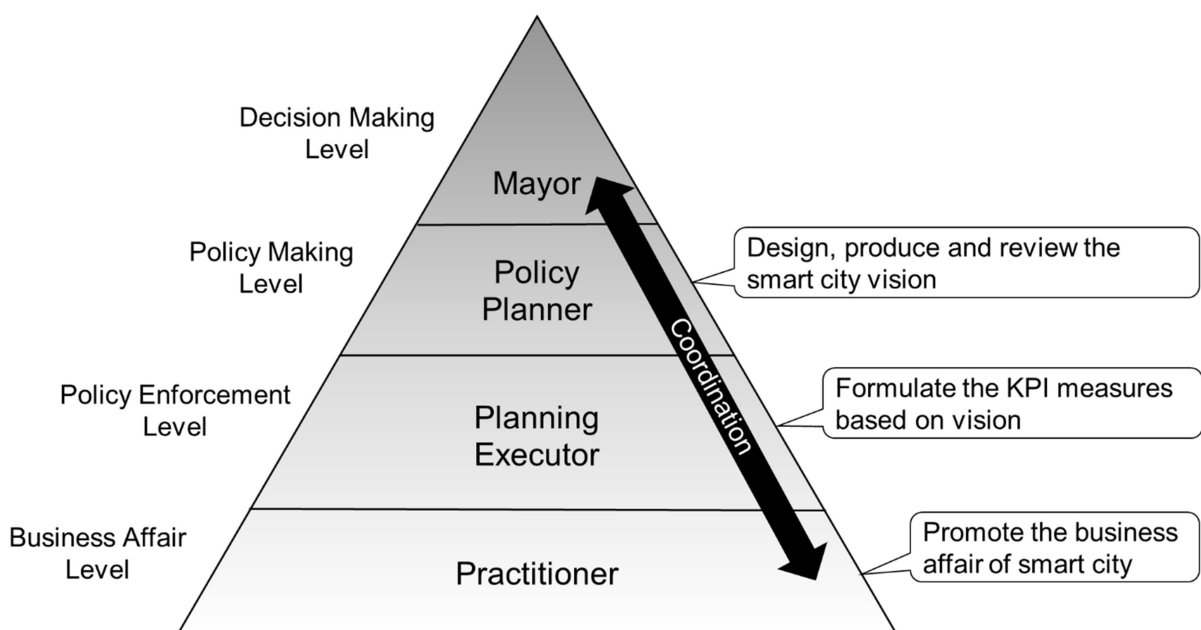 Decision Making
Level
Mayor
Policy Making
Level
Policy
Planner
Design, produce and review the
smart city vision
Coordination
Policy Enforcement
Level
Planning
Executor
Formulate the KPI measures
based on vision
Business Affair
Level
Practitioner
Promote the business
affair of smart city